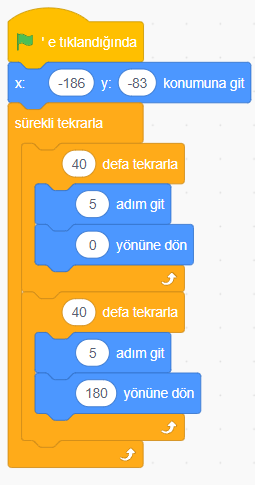 ' e tıklandığında
x: -186 y: -83 konumuna git
sürekli tekrarla
40 defa tekrarla
5 adım git
0 yönüne dön
40 defa tekrarla
5 adım git
180 yönüne dön